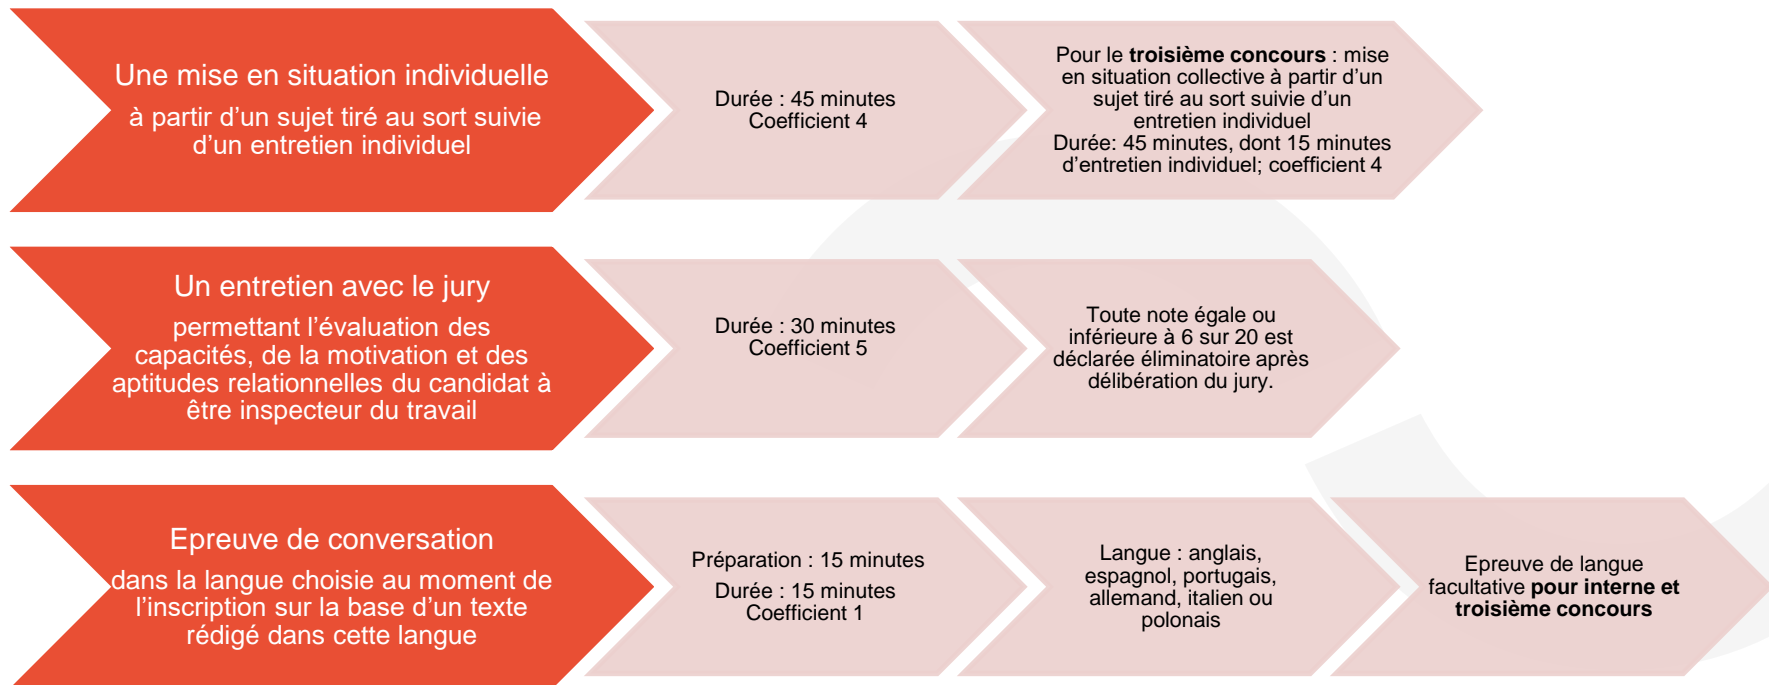 Une mise en situation individuelle
à partir d’un sujet tiré au sort suivie
d’un entretien individuel
Durée : 45 minutes
Coefficient 4
Pour le troisième concours : mise
en situation collective à partir d’un
sujet tiré au sort suivie d’un
entretien individuel
Durée: 45 minutes, dont 15 minutes
d’entretien individuel; coefficient 4
Un entretien avec le jury
permettant l’évaluation des
capacités, de la motivation et des
aptitudes relationnelles du candidat à
être inspecteur du travail
Durée : 30 minutes
Coefficient 5
Toute note égale ou
inférieure à 6 sur 20 est
déclarée éliminatoire après
délibération du jury.
Epreuve de conversation
dans la langue choisie au moment de
l’inscription sur la base d’un texte
rédigé dans cette langue
Préparation : 15 minutes
Durée : 15 minutes
Coefficient 1
Langue : anglais,
espagnol, portugais,
allemand, italien ou
polonais
Epreuve de langue
facultative pour interne et
troisième concours